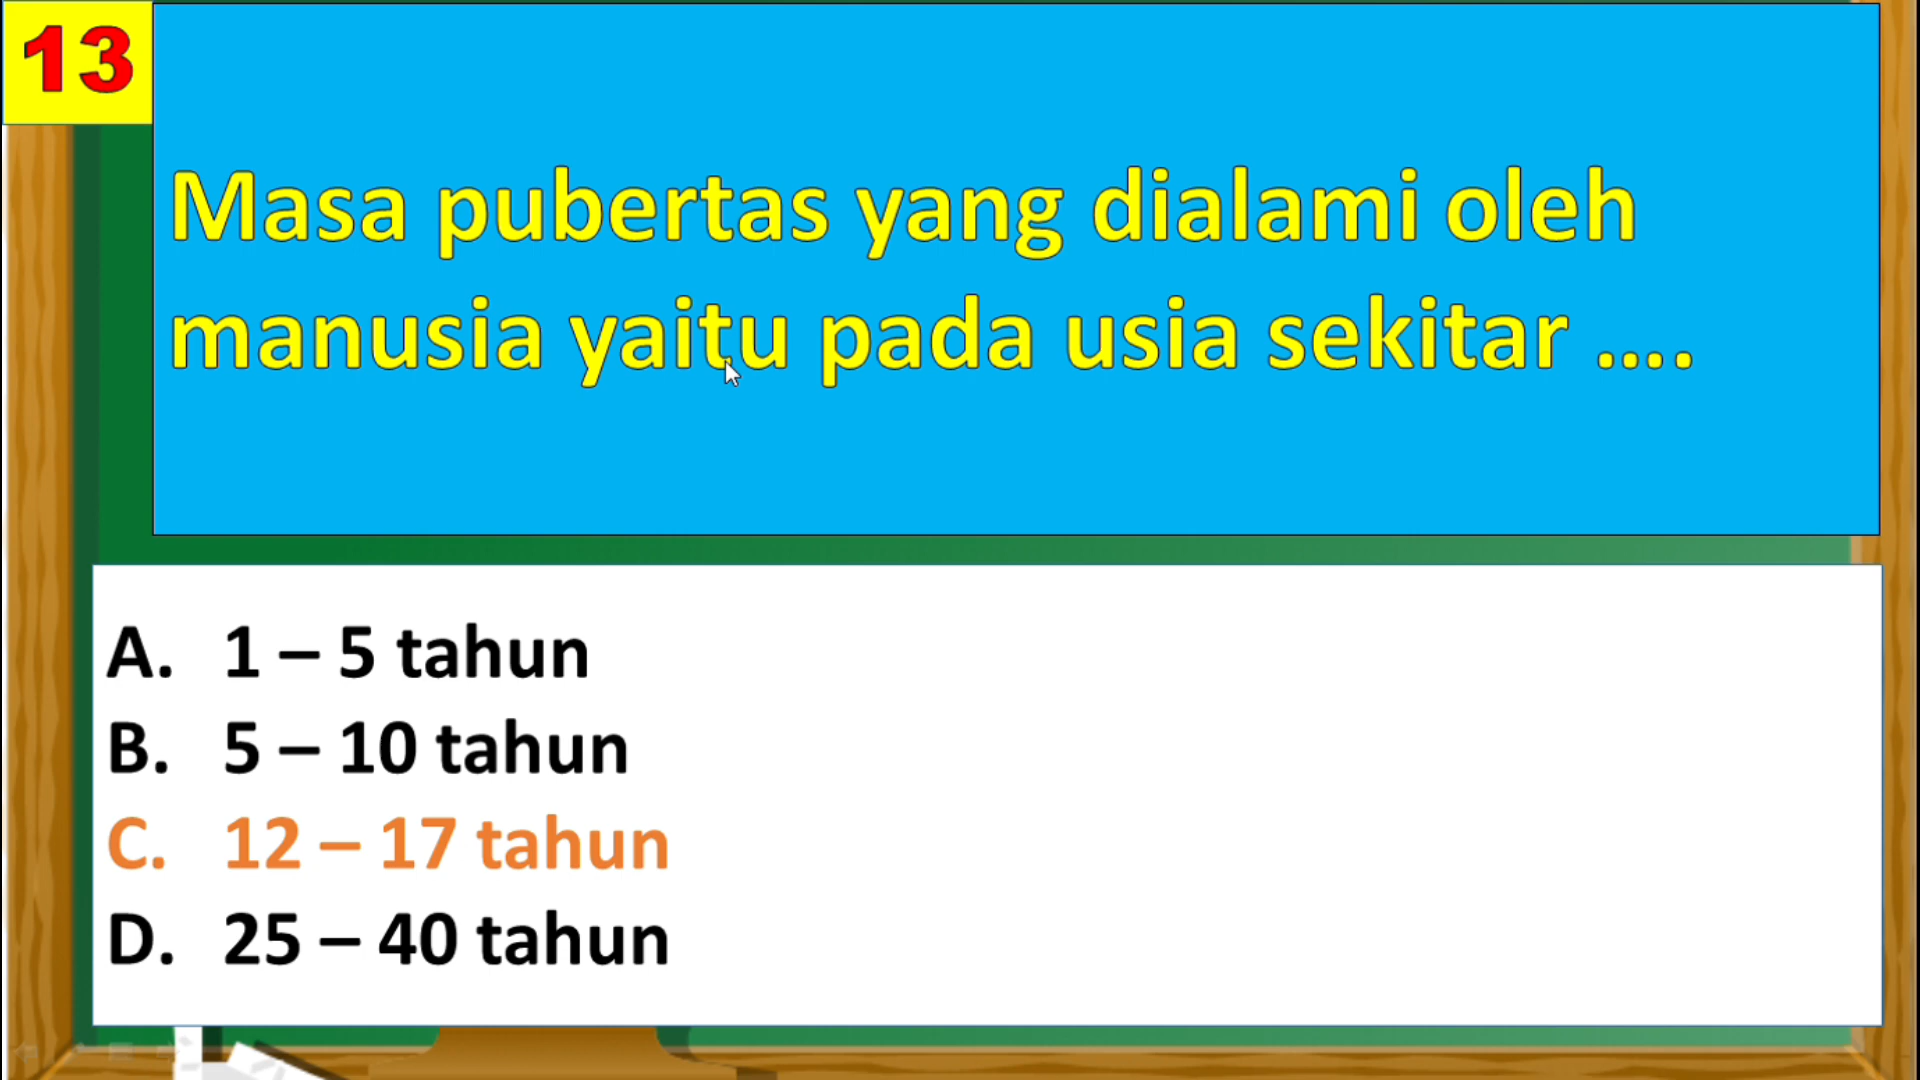 13
Masa pubertas yang dialami oleh
manusia yaitu pada usia sekitar ....
A. 1 – 5 tahun
B. 5 – 10 tahun
C. 12 – 17 tahun
D. 25 – 40 tahun